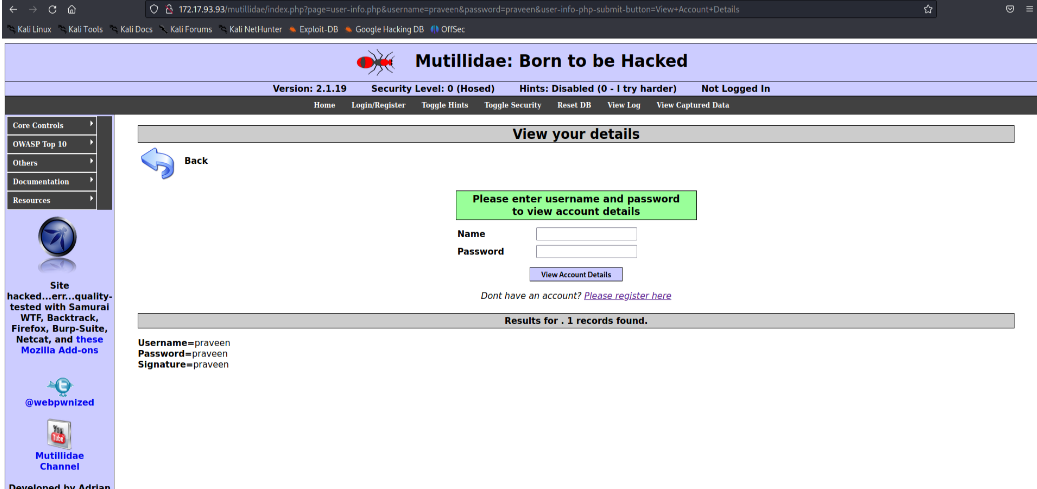 172.17.93.93/mutillidae/index.php?page=user-info.php&username=praveen&password=praveen&user-info-php-submit-button=View+Account+Details
Kali Linux Kali Tools Kali Docs Kali Forums Kali NetHunter Exploit-DB Google Hacking DB OffSec
Mutillidae: Born to be Hacked
Version: 2.1.19 Security Level: 0 (Hosed) Hints: Disabled (0 - I try harder) Not Logged In
Home Login/Register Toggle Hints Toggle Security Reset DB View Log View Captured Data
Core Controls
OWASP Top 10
Others
Documentation
Resources
Site
hacked...err...quality-
tested with Samurai
WTF, Backtrack,
Firefox, Burp-Suite,
Netcat, and these
Mozilla Add-ons
@webpwnized
You
Tube
Mutillidae
Channel
Developed by Adrian
View your details
Back
Please enter username and password
to view account details
Name
Password
View Account Details
Dont have an account? Please register here
Results for . 1 records found.
Username=praveen
Password=praveen
Signature=praveen